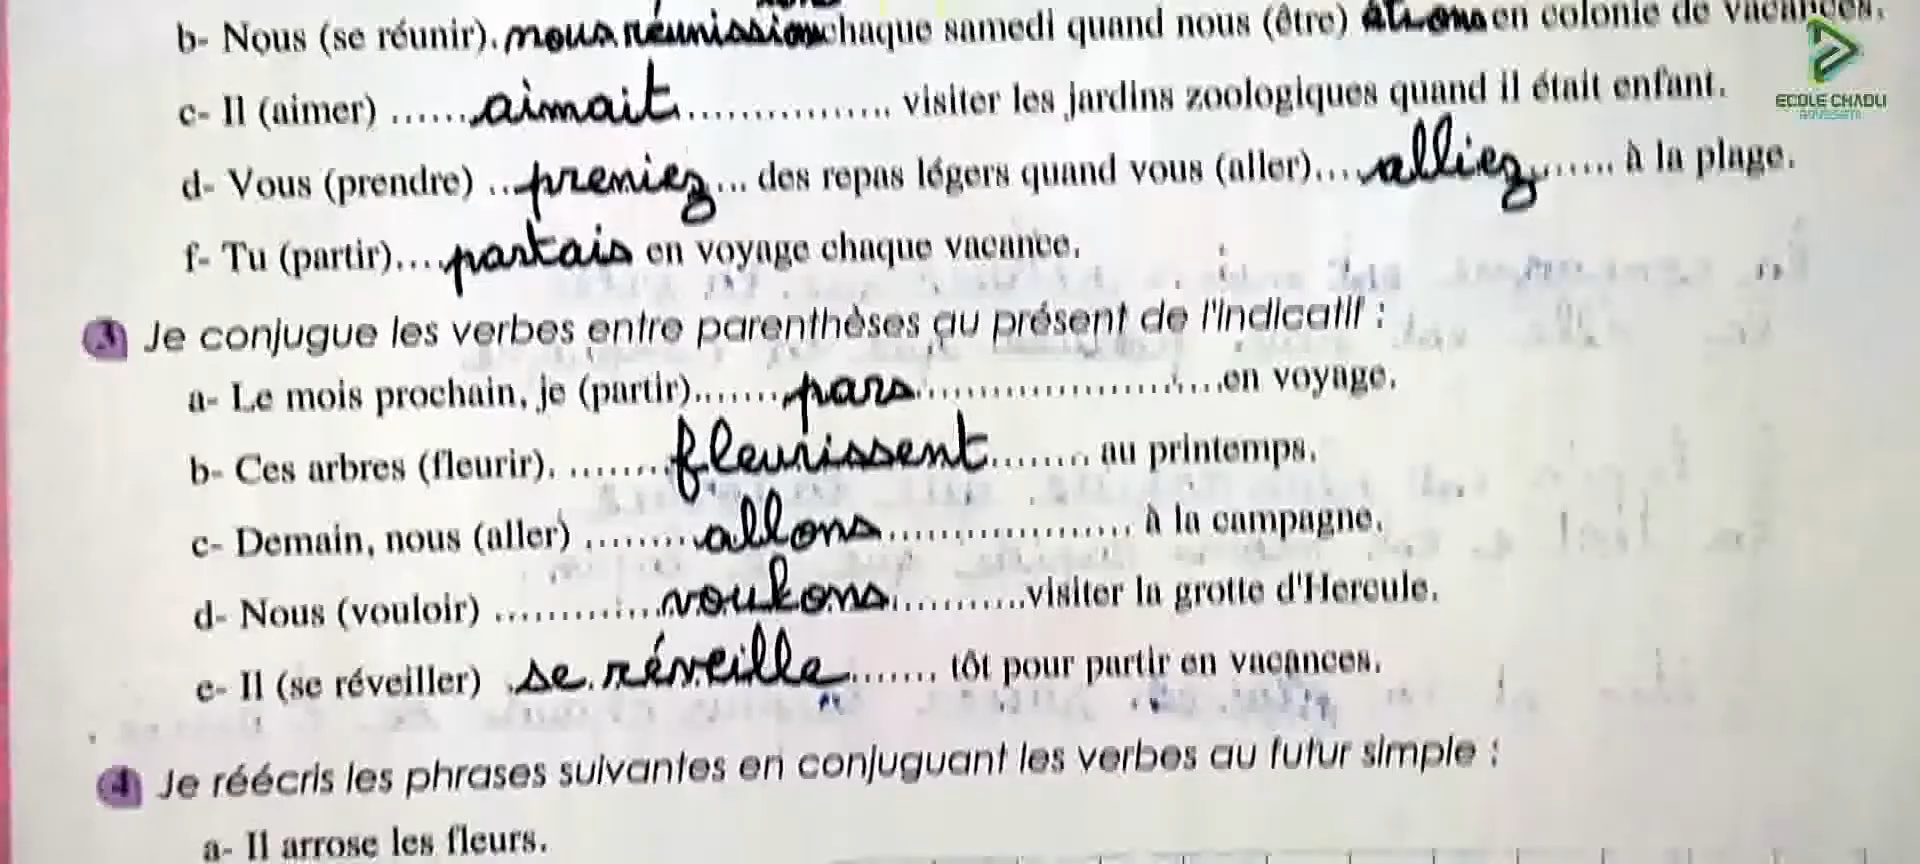 b- Nous (se réunir). nous réunissions chaque samedi quand nous (être) étions en colonie de vacances.
c- Il (aimer) ......aimait............... visiter les jardins zoologiques quand il était enfant.
d- Vous (prendre) ..preniez... des repas légers quand vous (aller)....alliez....... à la plage.
f- Tu (partir)....partais en voyage chaque vacance.
ECOLE CHADLI
3 Je conjugue les verbes entre parenthèses au présent de l'indicatif :
a- Le mois prochain, je (partir).......pars............................en voyage.
b- Ces arbres (fleurir). ........fleurissent........ au printemps.
c- Demain, nous (aller) .........allons...................... à la campagne.
d- Nous (vouloir) ..............voulons............visiter la grotte d'Hercule.
e- Il (se réveiller) .se réveille........ tôt pour partir en vacances.
4 Je réécris les phrases suivantes en conjuguant les verbes au futur simple :
a- Il arrose les fleurs.